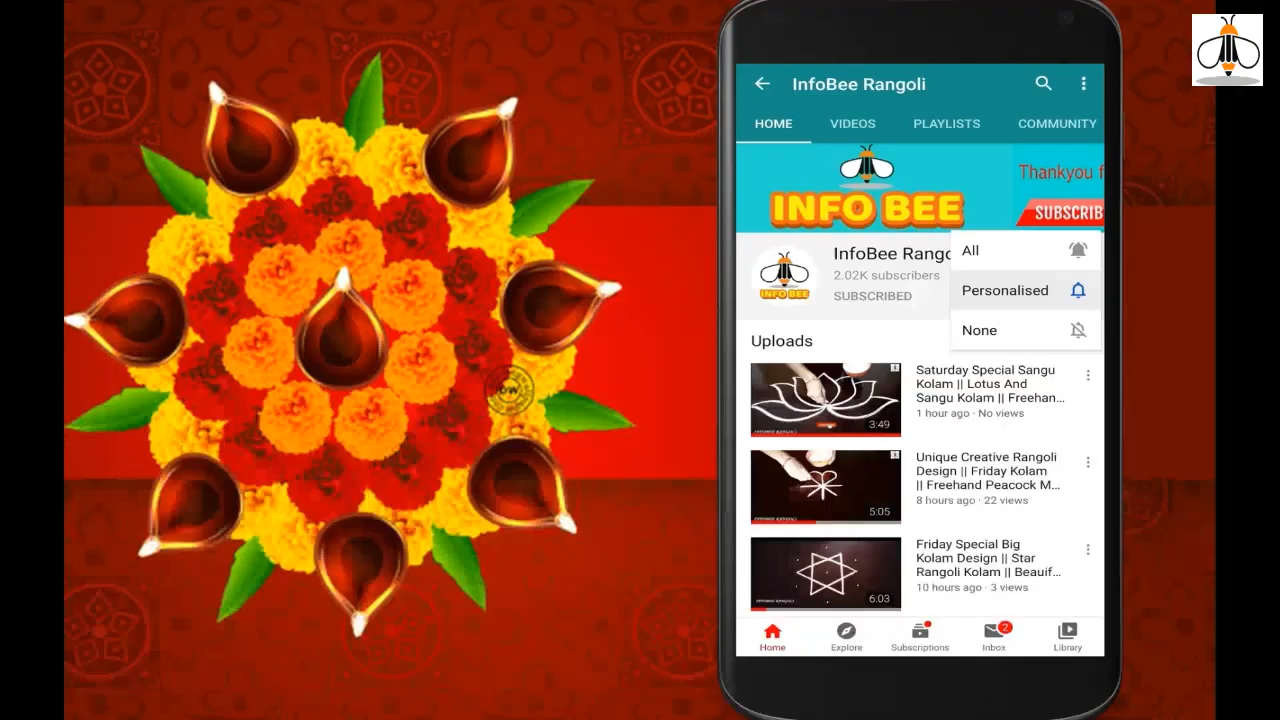 InfoBee Rangoli
HOME VIDEOS PLAYLISTS COMMUNITY
INFO BEE
Thankyou f
SUBSCRIB
InfoBee Rango
2.02K subscribers
SUBSCRIBED
INFO BEE
All
Personalised
None
Uploads
Saturday Special Sangu
Kolam || Lotus And
Sangu Kolam || Freehan...
1 hour ago · No views
3:49
Unique Creative Rangoli
Design || Friday Kolam
|| Freehand Peacock M...
8 hours ago · 22 views
5:05
Friday Special Big
Kolam Design || Star
Rangoli Kolam || Beauif...
10 hours ago · 3 views
6:03
Home Explore Subscriptions Inbox Library
2